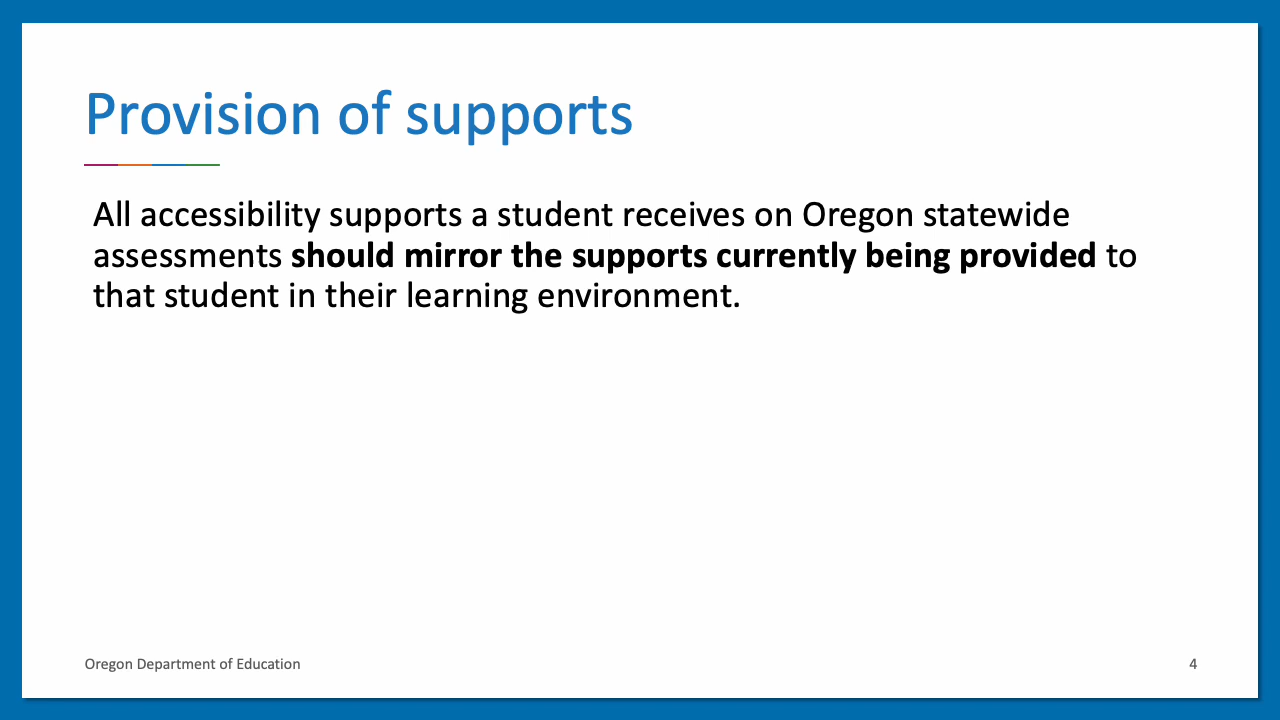 Provision of supports
All accessibility supports a student receives on Oregon statewide
assessments should mirror the supports currently being provided to
that student in their learning environment.
Oregon Department of Education
4